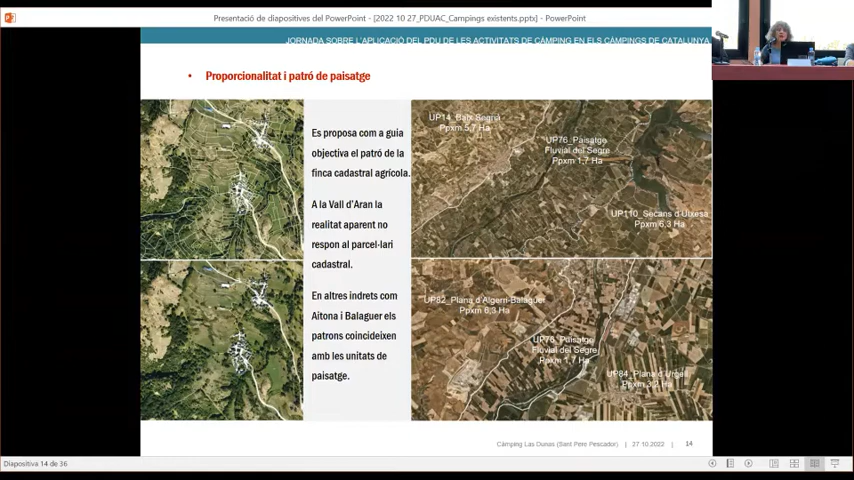 Presentació de diapositives del PowerPoint - [2022 10 27_PDUAC_Campings existents.pptx] - PowerPoint
JORNADA SOBRE L'APLICACIÓ DEL PDU DE LES ACTIVITATS DE CÀMPING EN ELS CÀMPINGS DE CATALUNYA
• Proporcionalitat i patró de paisatge
Es proposa com a guia
objectiva el patró de la
finca cadastral agrícola.
A la Vall d'Aran la
realitat aparent no
respon al parcel·lari
cadastral.
En altres indrets com
Aitona i Balaguer els
patrons coincideixen
amb les unitats de
paisatge.
UP14_Baix Segrià
Ppxm 5,7 Ha
UP76_Paisatge
Fluvial del Segre
Ppxm 1,7 Ha
UP110_Secans d'Utxesa
Ppxm 6,3 Ha
UP82_Plana d'Algerri-Balaguer
Ppxm 6,3 Ha
UP76_Paisatge
Fluvial del Segre
Ppxm 1,7 Ha
UP84_Plana d'Urgell
Ppxm 3,2 Ha
Càmping Las Dunas (Sant Pere Pescador) | 27.10.2022 | 14
Diapositiva 14 de 36